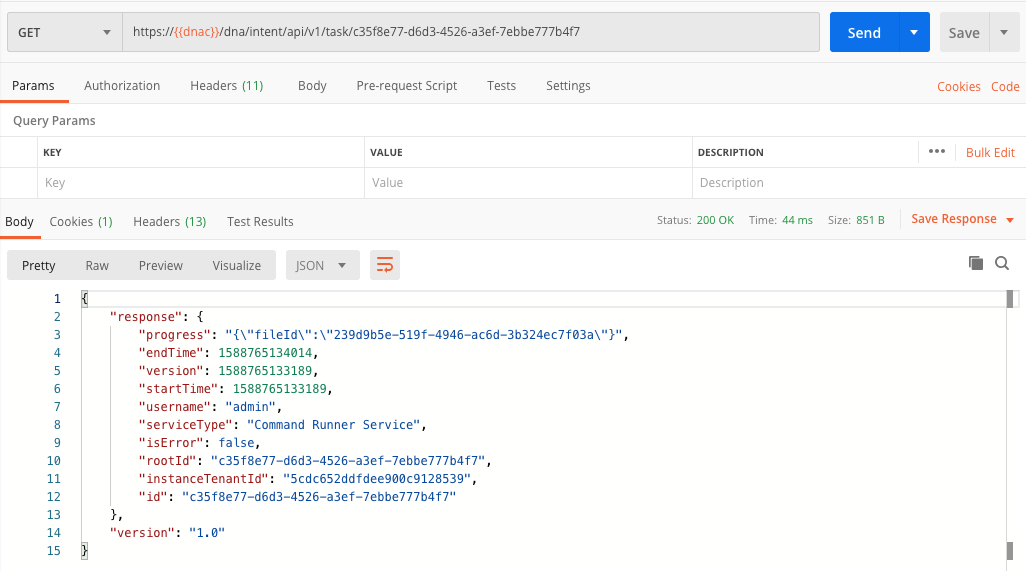 GET https://{{dnac}}/dna/intent/api/v1/task/c35f8e77-d6d3-4526-a3ef-7ebbe777b4f7 Send Save
Params Authorization Headers (11) Body Pre-request Script Tests Settings Cookies Code
Query Params
KEY VALUE DESCRIPTION ••• Bulk Edit
Key Value Description
Body Cookies (1) Headers (13) Test Results Status: 200 OK Time: 44 ms Size: 851 B Save Response
Pretty Raw Preview Visualize JSON
1 {
2 "response": {
3 "progress": "{\"fileId\":\"239d9b5e-519f-4946-ac6d-3b324ec7f03a\"}",
4 "endTime": 1588765134014,
5 "version": 1588765133189,
6 "startTime": 1588765133189,
7 "username": "admin",
8 "serviceType": "Command Runner Service",
9 "isError": false,
10 "rootId": "c35f8e77-d6d3-4526-a3ef-7ebbe777b4f7",
11 "instanceTenantId": "5cdc652ddfdee900c9128539",
12 "id": "c35f8e77-d6d3-4526-a3ef-7ebbe777b4f7"
13 },
14 "version": "1.0"
15 }